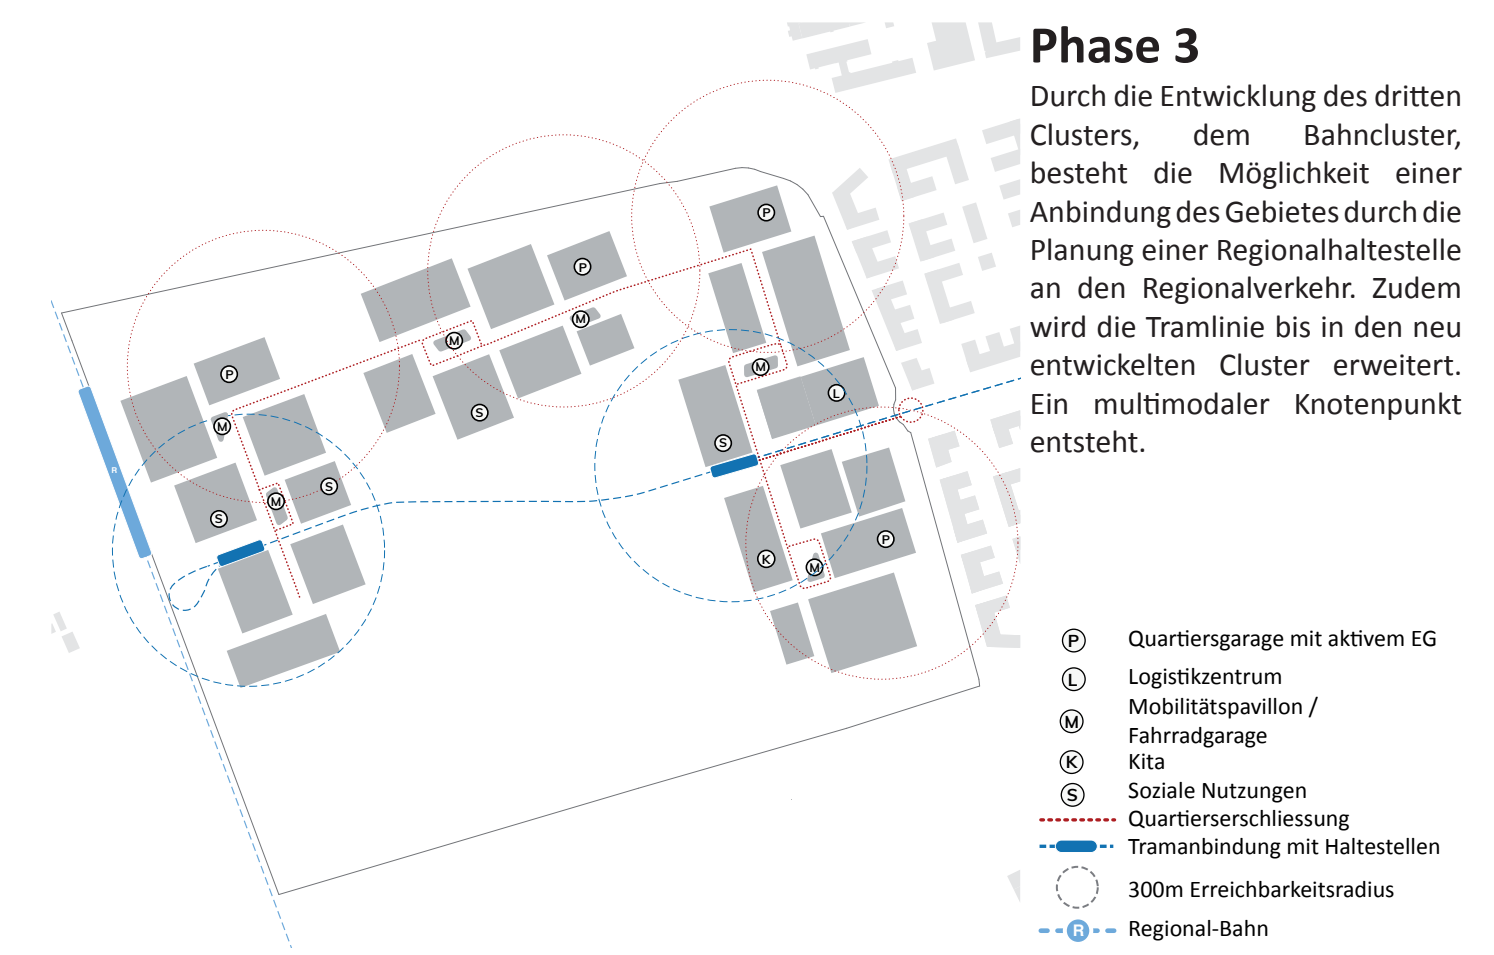 Phase 3
Durch die Entwicklung des dritten
Clusters, dem Bahncluster,
besteht die Möglichkeit einer
Anbindung des Gebietes durch die
Planung einer Regionalhaltestelle
an den Regionalverkehr. Zudem
wird die Tramlinie bis in den neu
entwickelten Cluster erweitert.
Ein multimodaler Knotenpunkt
entsteht.
P
P
M
L
M
P
M
S
S
P
M
S
M
S
R
K
M
P
P Quartiersgarage mit aktivem EG
L Logistikzentrum
M Mobilitätspavillon /
Fahrradgarage
K Kita
S Soziale Nutzungen
Quartierserschliessung
Tramanbindung mit Haltestellen
300m Erreichbarkeitsradius
R Regional-Bahn